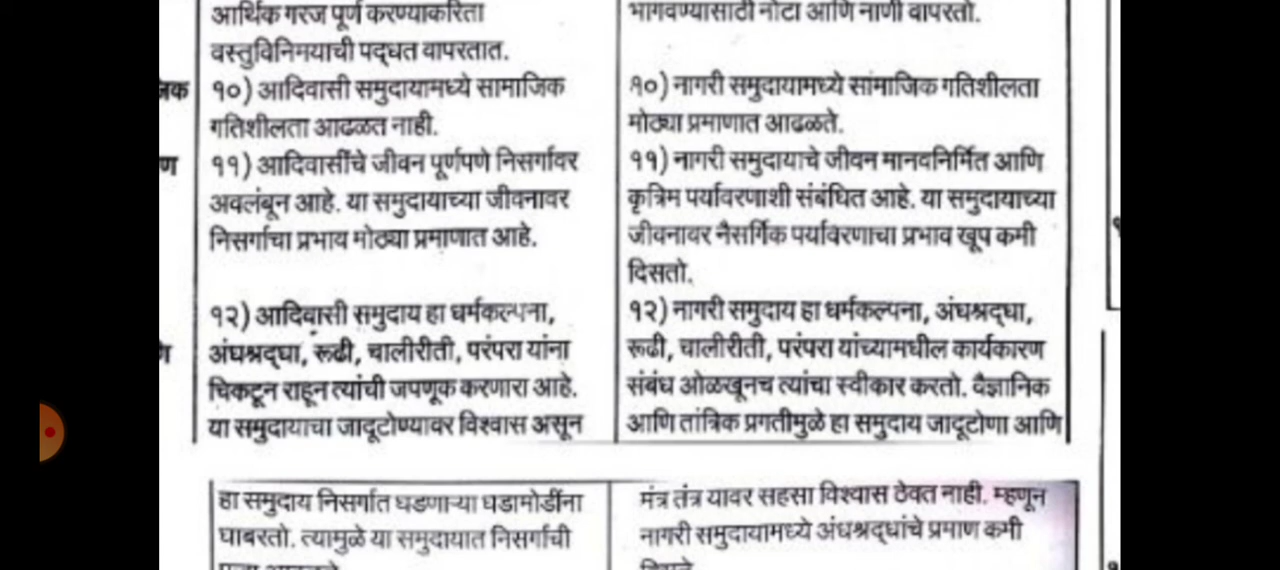 आर्थिक गरज पूर्ण करण्याकरिता
वस्तुविनिमयाची पद्धत वापरतात.
१०) आदिवासी समुदायामध्ये सामाजिक
गतिशीलता आढळत नाही.
११) आदिवासींचे जीवन पूर्णपणे निसर्गावर
अवलंबून आहे. या समुदायाच्या जीवनावर
निसर्गाचा प्रभाव मोठ्या प्रमाणात आहे.
१२) आदिवासी समुदाय हा धर्मकल्पना,
अंधश्रद्धा, रूढी, चालीरीती, परंपरा यांना
चिकटून राहून त्यांची जपणूक करणारा आहे.
या समुदायाचा जादूटोण्यावर विश्वास असून
भागवण्यासाठी नोटा आणि नाणी वापरतो.
१०) नागरी समुदायामध्ये सांमाजिक गतिशीलता
मोठ्या प्रमाणात आढळते.
११) नागरी समुदायाचे जीवन मानवनिर्मित आणि
कृत्रिम पर्यावरणाशी संबंधित आहे. या समुदायाच्या
जीवनावर नैसर्गिक पर्यावरणाचा प्रभाव खूप कमी
दिसतो.
१२) नागरी समुदाय हा धर्मकल्पना, अंधश्रद्धा,
रूढी, चालीरीती, परंपरा यांच्यामधील कार्यकारण
संबंध ओळखूनच त्यांचा स्वीकार करतो. वैज्ञानिक
आणि तांत्रिक प्रगतीमुळे हा समुदाय जादूटोणा आणि
हा समुदाय निसर्गात घडणाऱ्या घडामोडींना
घाबरतो. त्यामुळे या समुदायात निसर्गाची
मंत्र तंत्र यावर सहसा विश्वास ठेवत नाही. म्हणून
नागरी समुदायामध्ये अंधश्रद्धांचे प्रमाण कमी